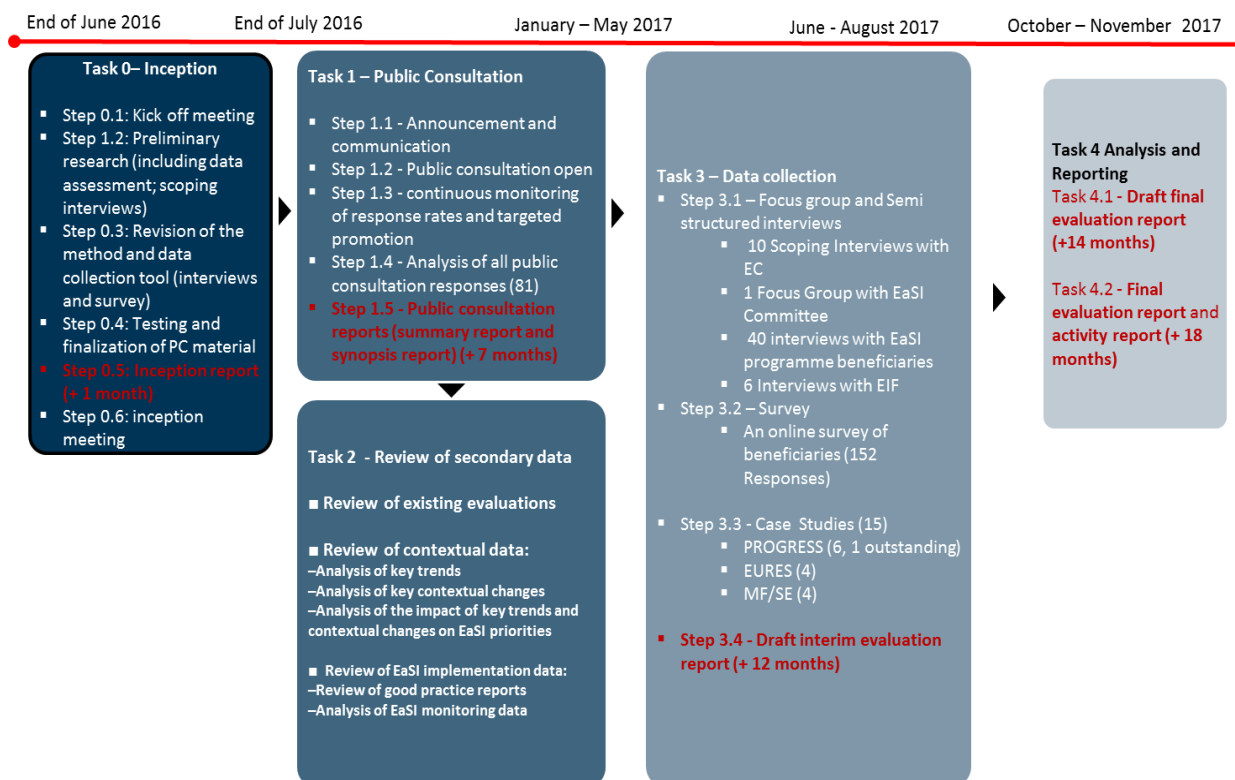 End of June 2016
End of July 2016
January – May 2017
June - August 2017
October – November 2017
Task 0– Inception
▪ Step 0.1: Kick off meeting
▪ Step 1.2: Preliminary
research (including data
assessment; scoping
interviews)
▪ Step 0.3: Revision of the
method and data
collection tool (interviews
and survey)
▪ Step 0.4: Testing and
finalization of PC material
▪ Step 0.5: Inception report
(+ 1 month)
▪ Step 0.6: inception
meeting
Task 1 – Public Consultation
▪ Step 1.1 - Announcement and
communication
▪ Step 1.2 - Public consultation open
▪ Step 1.3 - continuous monitoring
of response rates and targeted
promotion
▪ Step 1.4 - Analysis of all public
consultation responses (81)
▪ Step 1.5 - Public consultation
reports (summary report and
synopsis report) (+ 7 months)
Task 2 - Review of secondary data
■ Review of existing evaluations
■ Review of contextual data:
–Analysis of key trends
–Analysis of key contextual changes
–Analysis of the impact of key trends and
contextual changes on EaSI priorities
■ Review of EaSI implementation data:
–Review of good practice reports
–Analysis of EaSI monitoring data
Task 3 – Data collection
▪ Step 3.1 – Focus group and Semi
structured interviews
▪ 10 Scoping Interviews with
EC
▪ 1 Focus Group with EaSI
Committee
▪ 40 interviews with EaSI
programme beneficiaries
▪ 6 Interviews with EIF
▪ Step 3.2 – Survey
▪ An online survey of
beneficiaries (152
Responses)
▪ Step 3.3 - Case Studies (15)
▪ PROGRESS (6, 1 outstanding)
▪ EURES (4)
▪ MF/SE (4)
▪ Step 3.4 - Draft interim evaluation
report (+ 12 months)
Task 4 Analysis and
Reporting
Task 4.1 - Draft final
evaluation report
(+14 months)
Task 4.2 - Final
evaluation report and
activity report (+ 18
months)